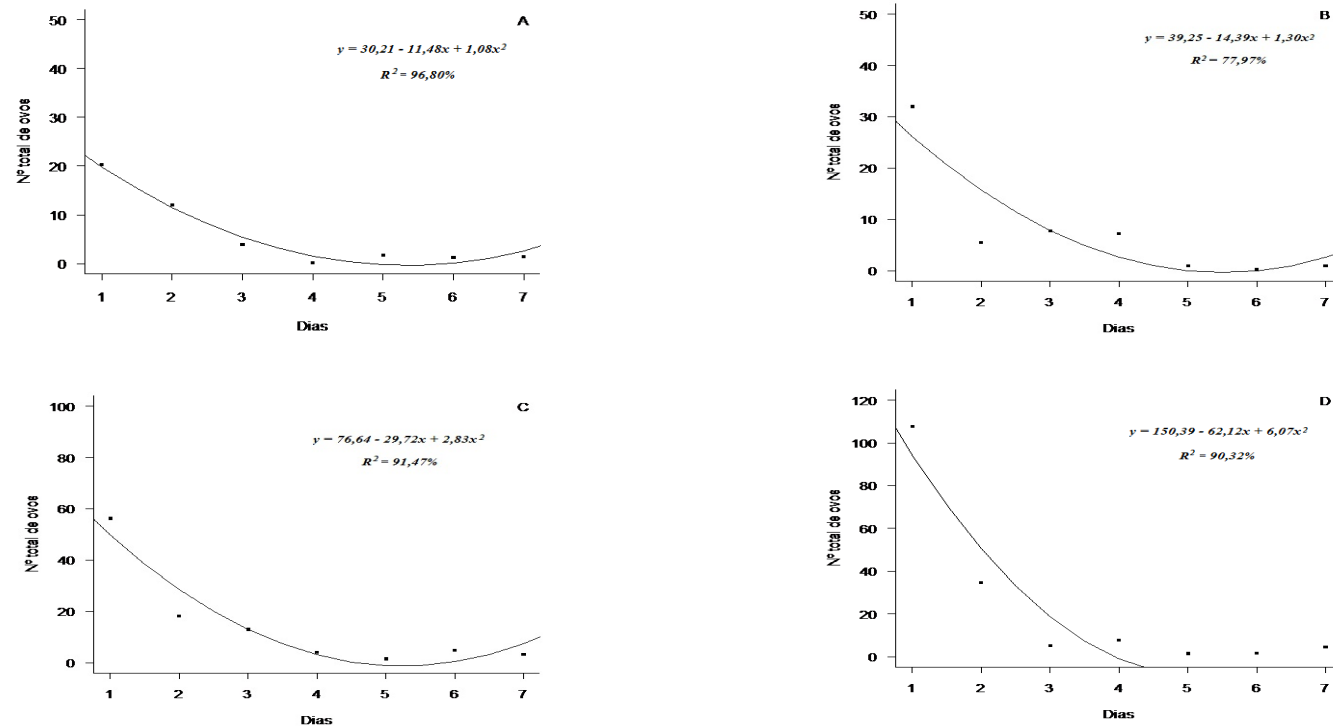 A
y = 30,21 - 11,48x + 1,08x²
R² = 96,80%
Nº total de ovos
50
40
30
20
10
0
1 2 3 4 5 6 7
Dias
B
y = 39,25 - 14,39x + 1,30x²
R² = 77,97%
Nº total de ovos
50
40
30
20
10
0
1 2 3 4 5 6 7
Dias
C
y = 76,64 - 29,72x + 2,83x²
R² = 91,47%
Nº total de ovos
100
80
60
40
20
0
1 2 3 4 5 6 7
Dias
D
y = 150,39 - 62,12x + 6,07x²
R² = 90,32%
Nº total de ovos
120
100
80
60
40
20
0
1 2 3 4 5 6 7
Dias